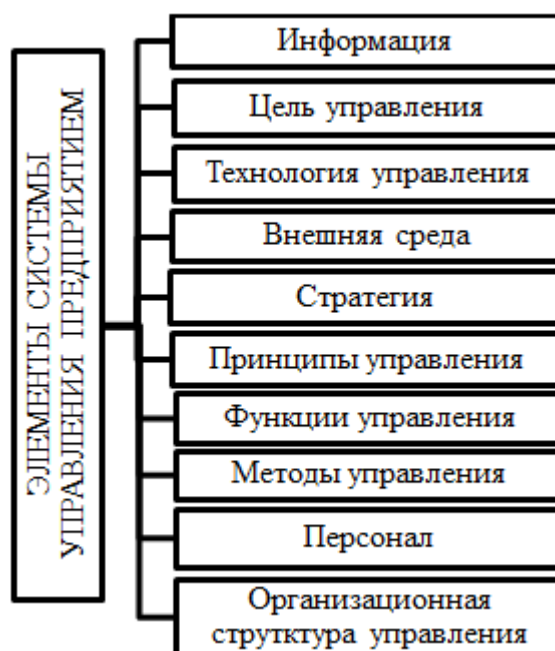 ЭЛЕМЕНТЫ СИСТЕМЫ
УПРАВЛЕНИЯ ПРЕДПРИЯТИЕМ
Информация
Цель управления
Технология управления
Внешняя среда
Стратегия
Принципы управления
Функции управления
Методы управления
Персонал
Организационная
струтктура управления